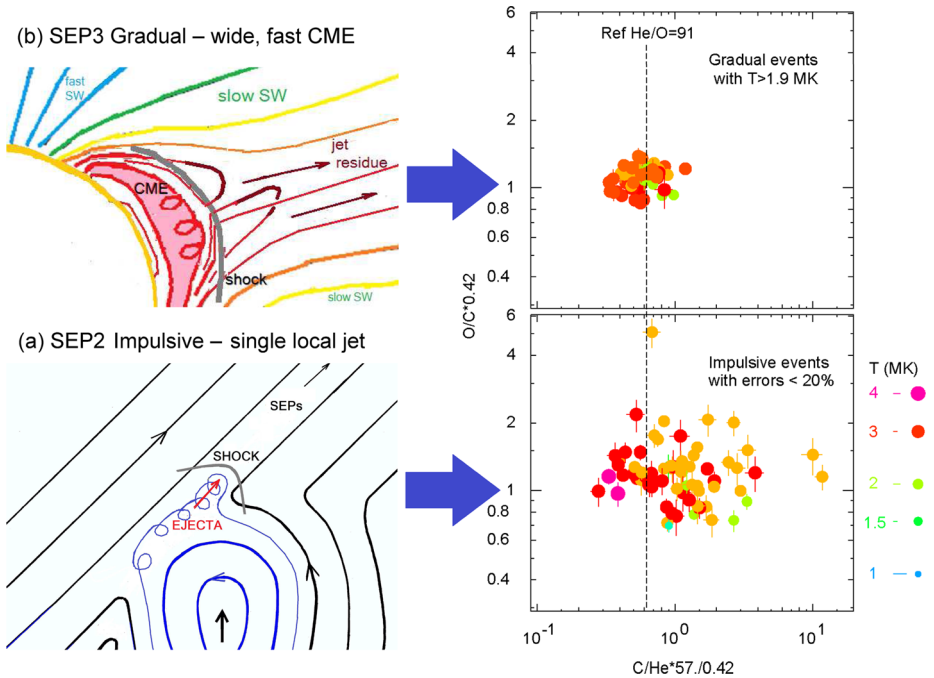 (b) SEP3 Gradual – wide, fast CME
fast
SW
slow SW
jet
residue
CME
shock
slow SW
(a) SEP2 Impulsive – single local jet
SEPs
SHOCK
EJECTA
6
4
2
1
0.8
0.6
0.4
Ref He/O=91
Gradual events
with T>1.9 MK
O/C*0.42
6
4
2
1
0.8
0.6
0.4
Impulsive events
with errors < 20%
10⁻¹
10⁰
10¹
C/He*57./0.42
T (MK)
4
3
2
1.5
1